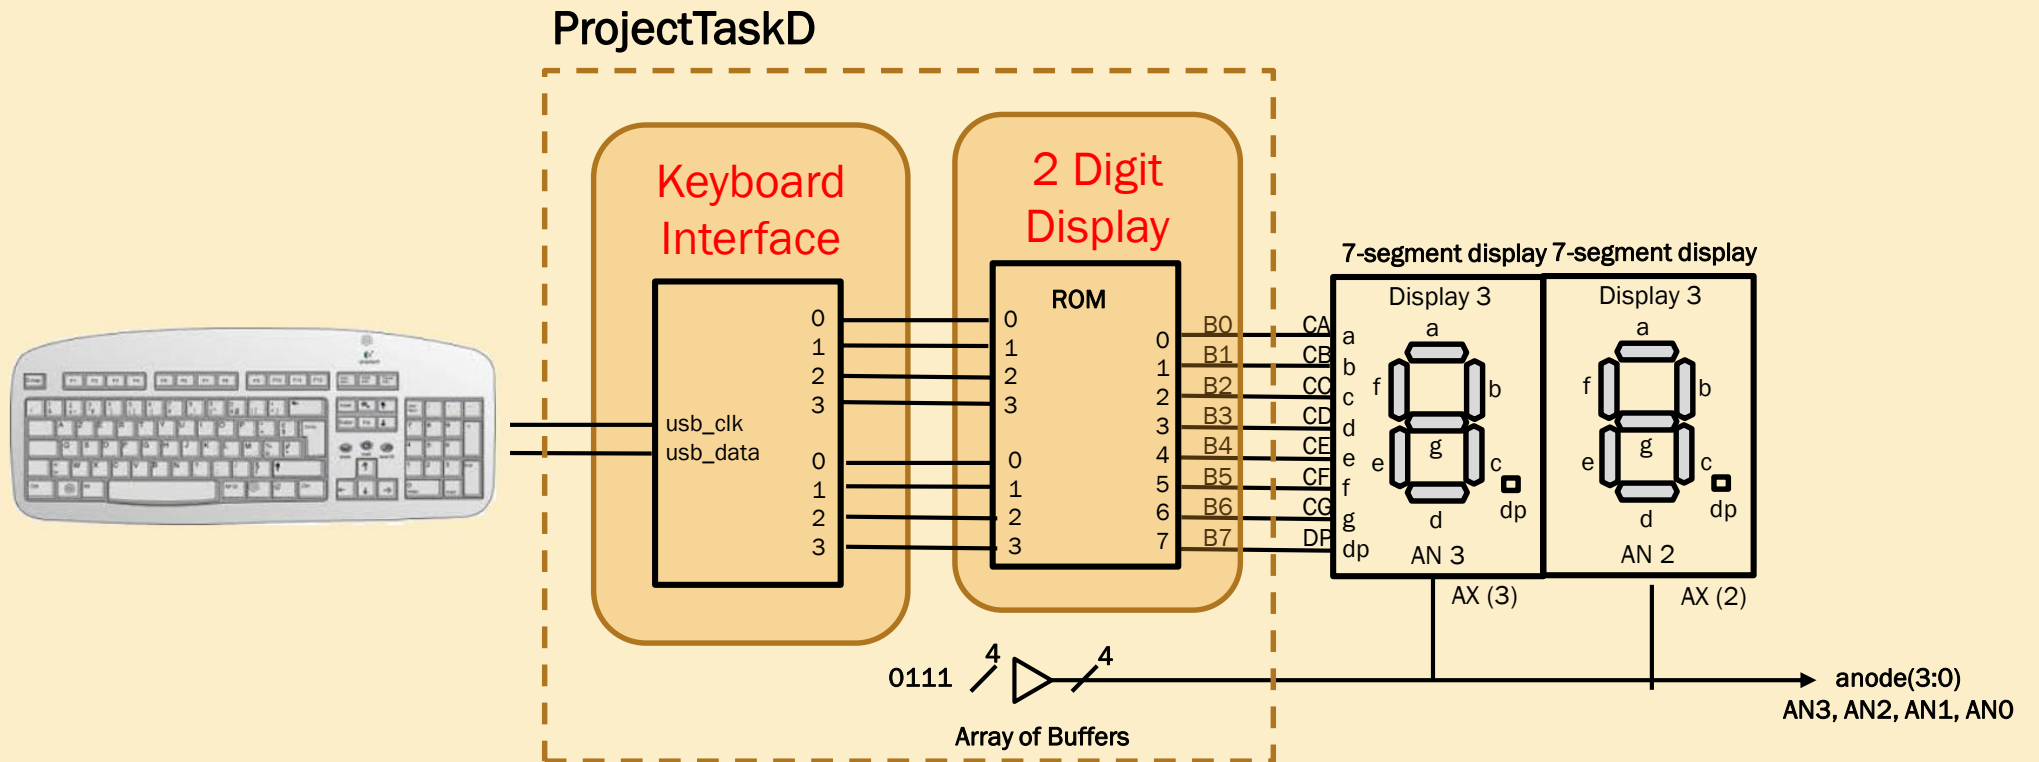 ProjectTaskD
Keyboard
Interface
usb_clk
usb_data
0
1
2
3
0
1
2
3
2 Digit
Display
ROM
0
1
2
3
0
1
2
3
0
1
2
3
4
5
6
7
B0
B1
B2
B3
B4
B5
B6
B7
CA
CB
CC
CD
CE
CF
CG
DP
7-segment display 7-segment display
a
b
c
d
e
f
g
dp
Display 3
a
f
b
g
e
c
dp
d
AN 3
Display 3
a
f
b
g
e
c
dp
d
AN 2
AX (3)
AX (2)
0111
4
4
Array of Buffers
anode(3:0)
AN3, AN2, AN1, AN0